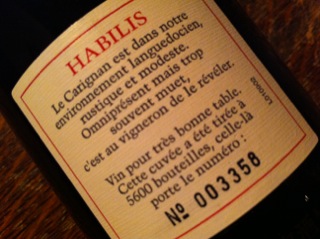 HABILIS
Le Carignan est dans notre
environnement languedocien,
rustique et modeste.
Omniprésent mais trop
souvent muet,
c'est au vigneron de le révéler.
Vin pour très bonne table.
Cette cuvée a été tirée à
5600 bouteilles, celle-là
porte le numéro :
Nº 003358